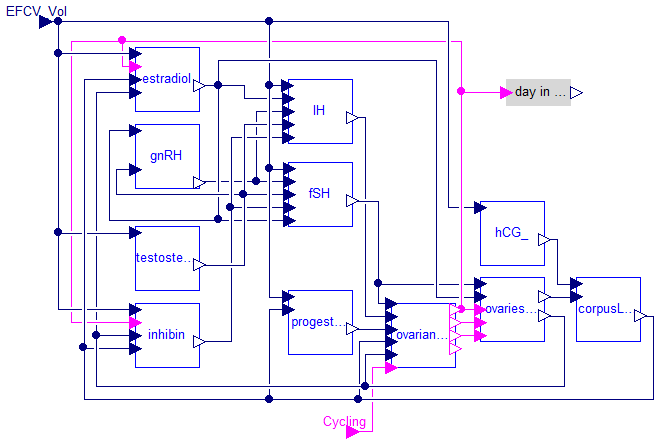 EFCV_Vol
estradiol
lH
day in ...
gnRH
fSH
hCG_
testoste...
inhibin
progest...
ovarian...
ovaries...
corpusL...
Cycling